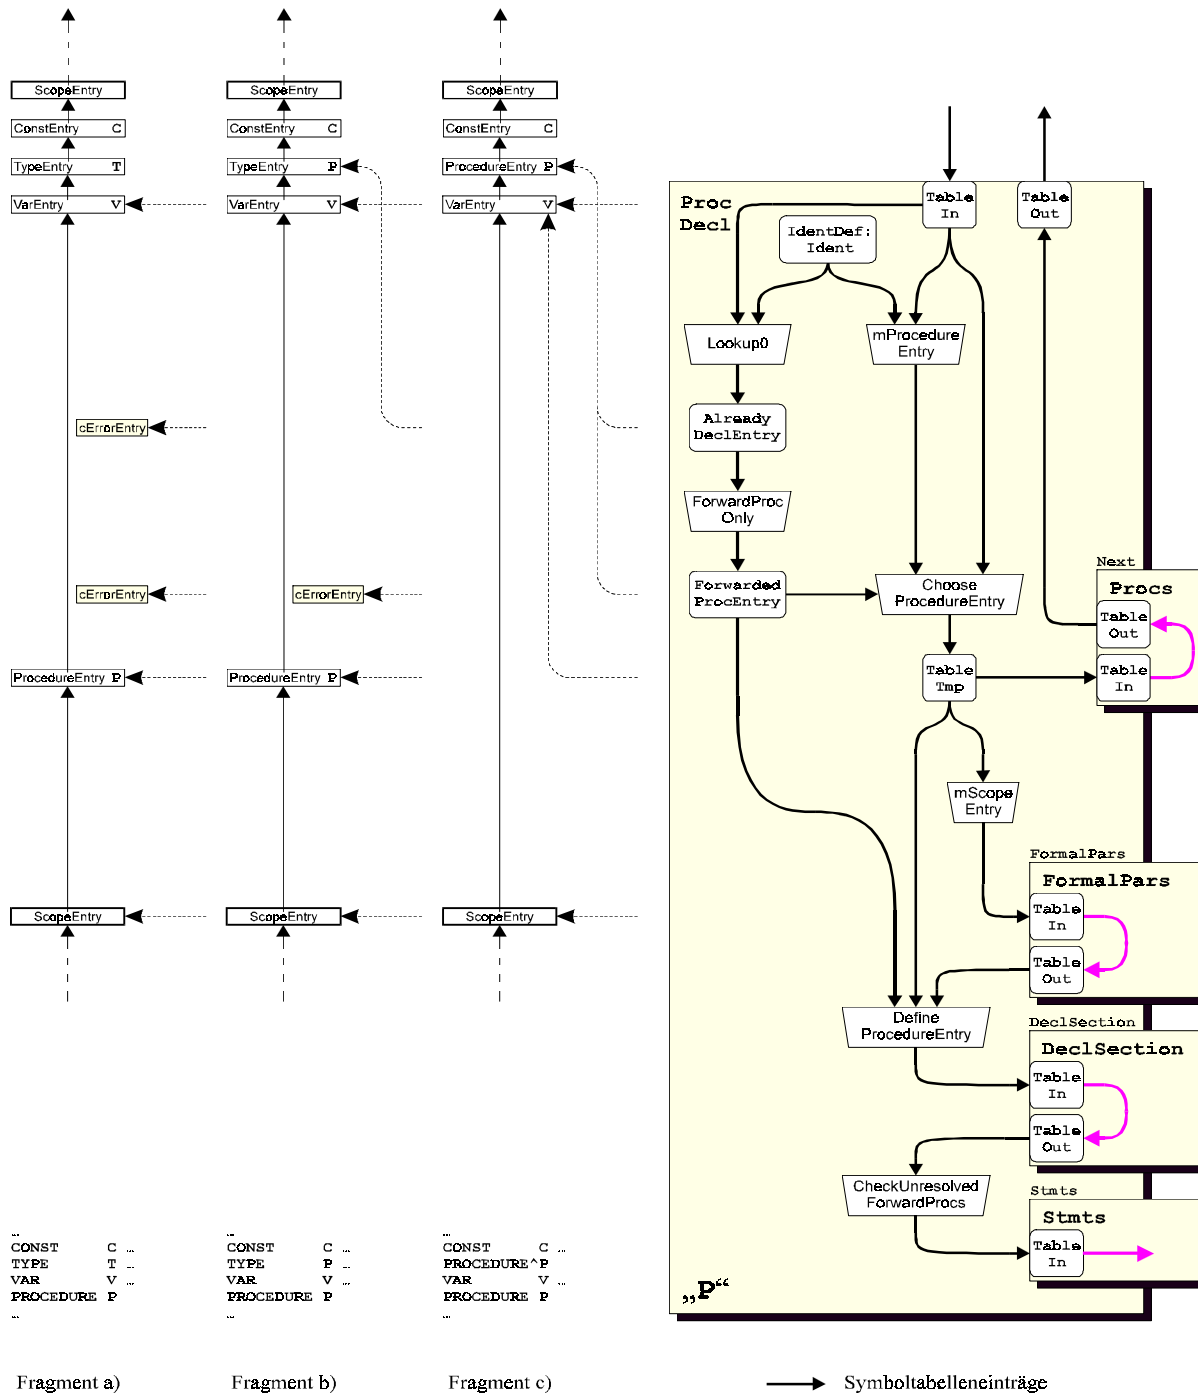 ScopeEntry
ConstEntry C
TypeEntry T
VarEntry V
cErrorEntry
cErrorEntry
ProcedureEntry P
ScopeEntry
...
CONST C ...
TYPE T ...
VAR V ...
PROCEDURE P
...
Fragment a)
ScopeEntry
ConstEntry C
TypeEntry P
VarEntry V
cErrorEntry
ProcedureEntry P
ScopeEntry
...
CONST C ...
TYPE P ...
VAR V ...
PROCEDURE P
...
Fragment b)
ScopeEntry
ConstEntry C
ProcedureEntry P
VarEntry V
ScopeEntry
...
CONST C ...
PROCEDURE^P
VAR V ...
PROCEDURE P
...
Fragment c)
Proc
Decl
Table
In
Table
Out
IdentDef:
Ident
Lookup0
mProcedure
Entry
Already
DeclEntry
ForwardProc
Only
Forwarded
ProcEntry
Choose
ProcedureEntry
Next
Procs
Table
Out
Table
In
Table
Tmp
mScope
Entry
FormalPars
FormalPars
Table
In
Table
Out
Define
ProcedureEntry
DeclSection
DeclSection
Table
In
Table
Out
CheckUnresolved
ForwardProcs
Stmts
Stmts
Table
In
„P“
Symboltabelleneinträge